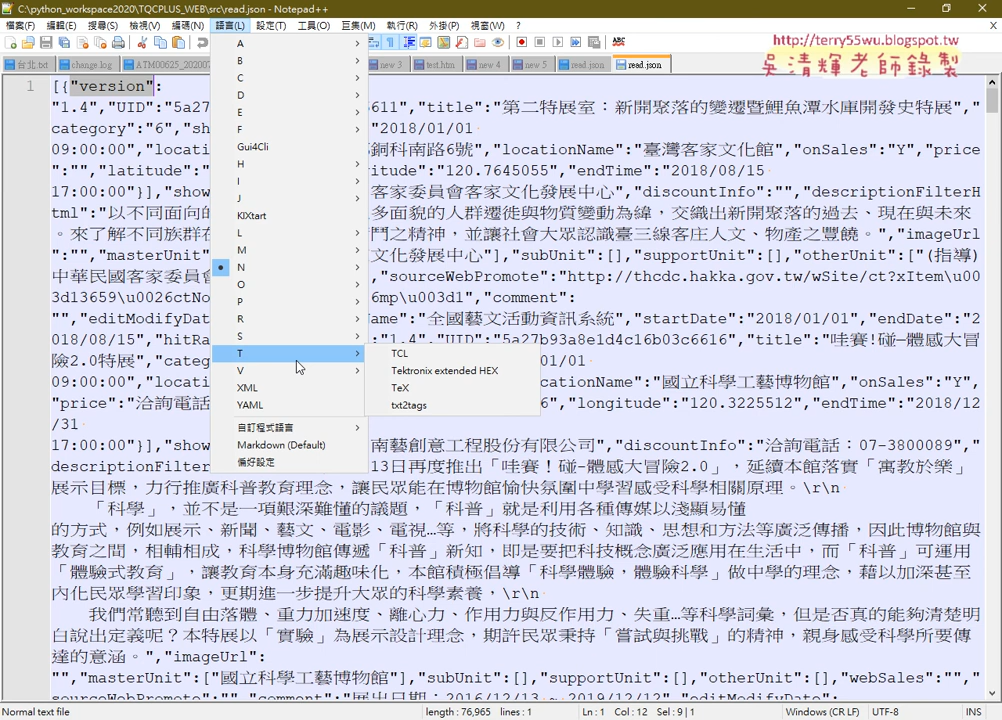 C:\python_workspace2020\TQCPLUS_WEB\src\read.json - Notepad++
檔案(F) 編輯(E) 搜尋(S) 檢視(V) 編碼(N) 語言(L) 設定(T) 工具(O) 巨集(M) 執行(R) 外掛(P) 視窗(W) ?
http://terry55wu.blogspot.tw
吳清輝老師錄製
台北.txt change.log ATM00625_202007 new 3 test.htm new 4 new 5 read.json read.json
A
B
C
D
E
F
Gui4Cli
H
I
J
KIXtart
L
M
N
O
P
R
S
T
V
XML
YAML
自訂程式語言
Markdown (Default)
偏好設定
TCL
Tektronix extended HEX
TeX
txt2tags
1 [{"version":
"1.4","UID":"5a27 6611","title":"第二特展室：新開聚落的變遷暨鯉魚潭水庫開發史特展","
category":"6","sh "2018/01/01
09:00:00","locati 銅科南路6號","locationName":"臺灣客家文化館","onSales":"Y","price
":"","latitude": itude":"120.7645055","endTime":"2018/08/15
17:00:00"}],"show 客家委員會客家文化發展中心","discountInfo":"","descriptionFilterH
tml":"以不同面向的 多面貌的人群遷徙與物質變動為緯，交織出新開聚落的過去、現在與未來
。來了解不同族群在 鬥之精神，並讓社會大眾認識臺三線客庄人文、物產之豐饒。","imageUrl
":"","masterUnit" 文化發展中心"],"subUnit":[],"supportUnit":[],"otherUnit":["(指導)
中華民國客家委員會 ,"sourceWebPromote":"http://thcdc.hakka.gov.tw/wSite/ct?xItem\u00
3d13659\u0026ctNo 6mp\u003d1","comment":
"","editModifyDat ame":"全國藝文活動資訊系統","startDate":"2018/01/01","endDate":"2
018/08/15","hitRa "1.4","UID":"5a27b93a8e1d4c16b03c6616","title":"哇賽!碰—體感大冒
險2.0特展","categ 01/01
ocationName":"國立科學工藝博物館","onSales":"Y"
,"price":"洽詢電話 6","longitude":"120.3225512","endTime":"2018/12
/31
17:00:00"}],"show 南藝創意工程股份有限公司","discountInfo":"洽詢電話：07-3800089","
descriptionFilter 13日再度推出「哇賽！碰-體感大冒險2.0」，延續本館落實「寓教於樂」
展示目標，力行推廣科普教育理念，讓民眾能在博物館愉快氛圍中學習感受科學相關原理。\r\n
「科學」，並不是一項艱深難懂的議題，「科普」就是利用各種傳媒以淺顯易懂
的方式，例如展示、新聞、藝文、電影、電視…等，將科學的技術、知識、思想和方法等廣泛傳播，因此博物館與
教育之間，相輔相成，科學博物館傳遞「科普」新知，即是要把科技概念廣泛應用在生活中，而「科普」可運用
「體驗式教育」，讓教育本身充滿趣味化，本館積極倡導「科學體驗，體驗科學」做中學的理念，藉以加深甚至
內化民眾學習印象，更期進一步提升大眾的科學素養，\r\n
我們常聽到自由落體、重力加速度、離心力、作用力與反作用力、失重…等科學詞彙，但是否真的能夠清楚明
白說出定義呢？本特展以「實驗」為展示設計理念，期許民眾秉持「嘗試與挑戰」的精神，親身感受科學所要傳
達的意涵。","imageUrl":
"","masterUnit":["國立科學工藝博物館"],"subUnit":[],"supportUnit":[],"otherUnit":[],"webSales":"",
"sourceWebPromote":"","comment":"展出日期：2016/12/13 ~ 2019/12/12","editModifyDate":
Normal text file length : 76,965 lines : 1 Ln : 1 Col : 12 Sel : 9 | 1 Windows (CR LF) UTF-8 INS